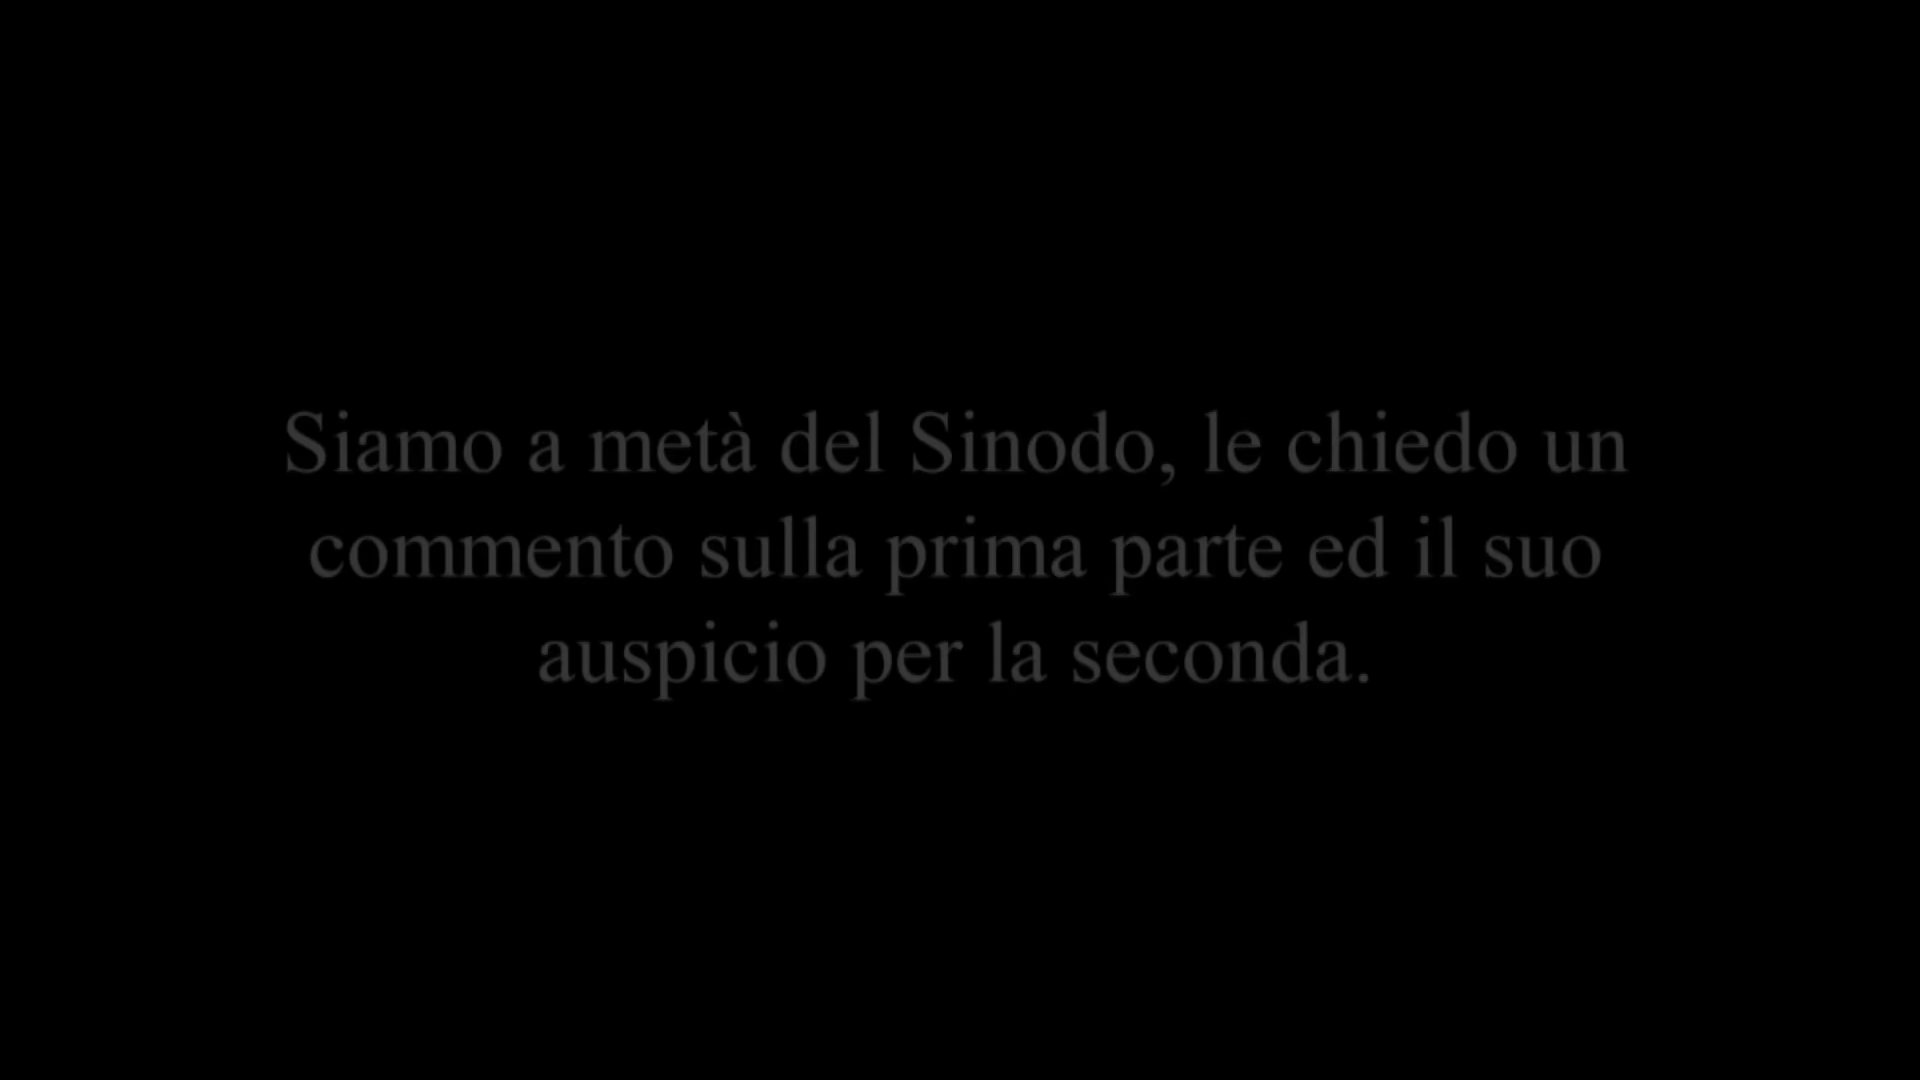 Siamo a metà del Sinodo, le chiedo un
commento sulla prima parte ed il suo
auspicio per la seconda.